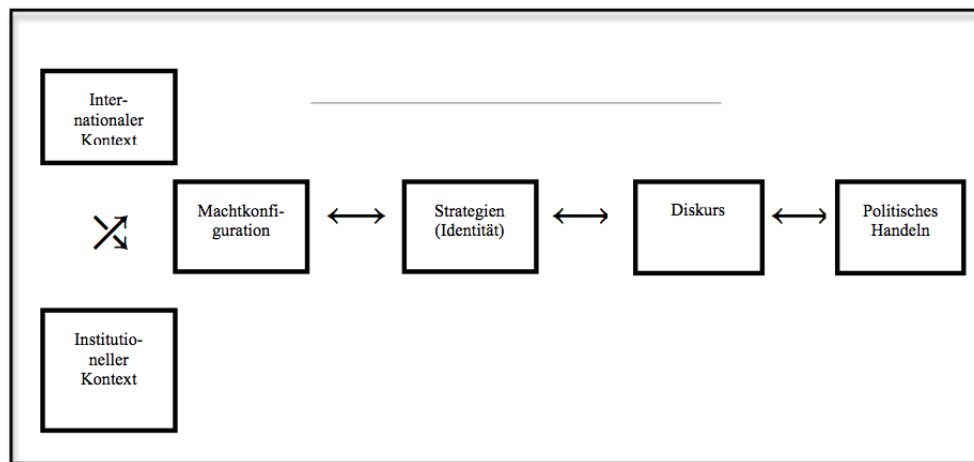 Inter-
nationaler
Kontext
Machtkonfi-
guration
Strategien
(Identität)
Diskurs
Politisches
Handeln
Institutio-
neller
Kontext